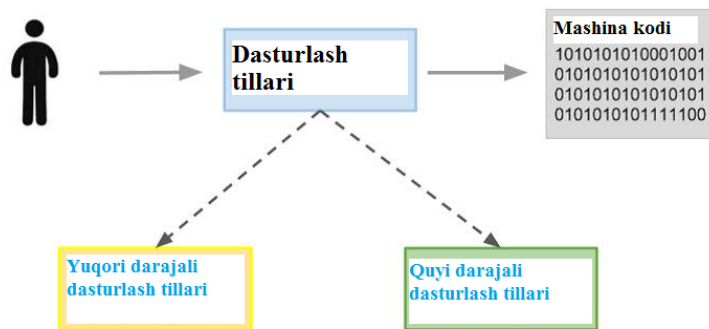 Dasturlash
tillari
Mashina kodi
1010101010001001
0101010101010101
0101010101010101
0101010101111100
Yuqori darajali
dasturlash tillari
Quyi darajali
dasturlash tillari